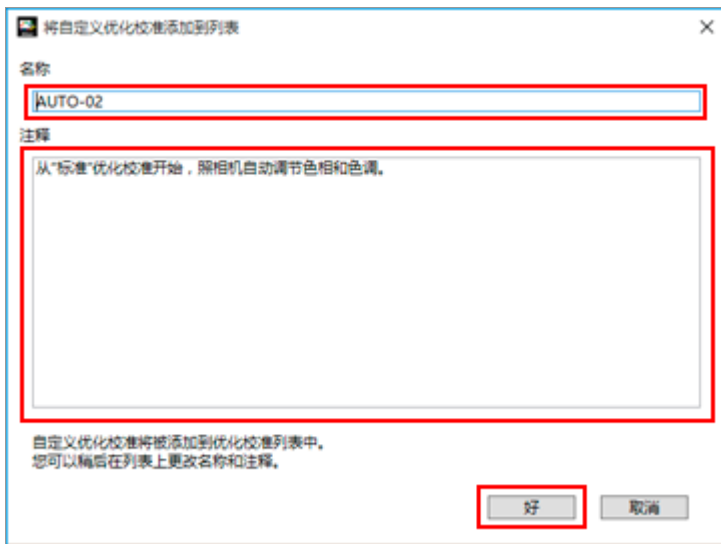 将自定义优化校准添加到列表
名称
AUTO-02
注释
从"标准"优化校准开始，照相机自动调节色相和色调。
自定义优化校准将被添加到优化校准列表中。
您可以稍后在列表上更改名称和注释。
好 取消